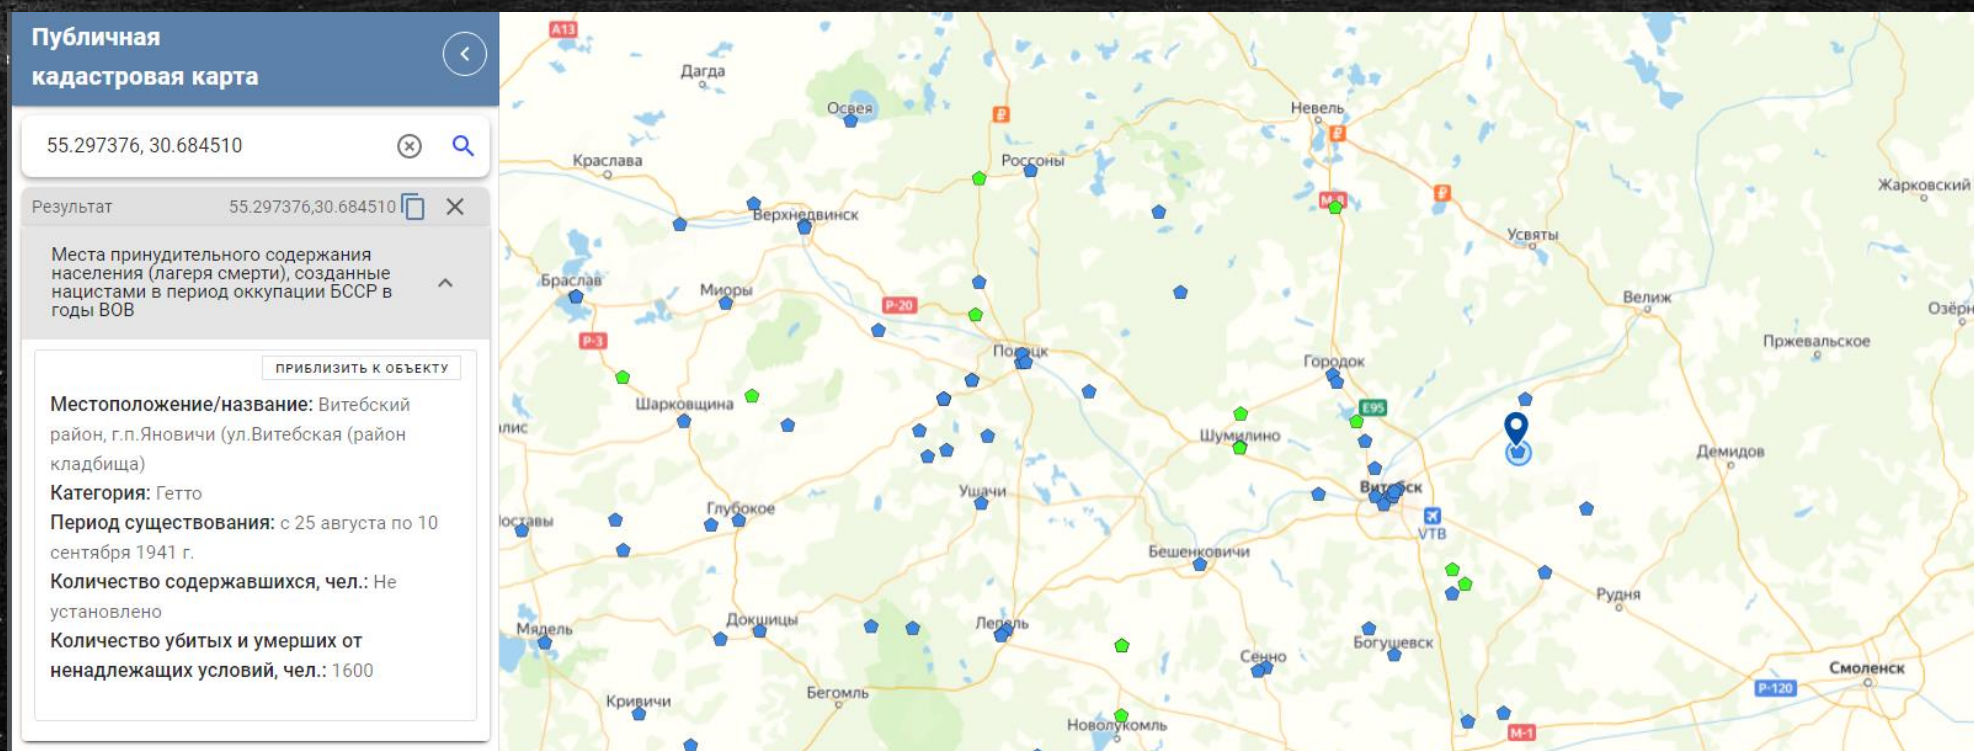 Публичная
кадастровая карта
55.297376, 30.684510
Результат 55.297376,30.684510
Места принудительного содержания
населения (лагеря смерти), созданные
нацистами в период оккупации БССР в
годы ВОВ
ПРИБЛИЗИТЬ К ОБЪЕКТУ
Местоположение/название: Витебский
район, г.п.Яновичи (ул.Витебская (район
кладбища)
Категория: Гетто
Период существования: с 25 августа по 10
сентября 1941 г.
Количество содержавшихся, чел.: Не
установлено
Количество убитых и умерших от
ненадлежащих условий, чел.: 1600
A13
Дагда
Освея
Невель
Краслава
Россоны
Жарковский
Верхнедвинск
Усвяты
Браслав
Миоры
Р-20
Велиж
Р-3
Полоцк
Городок
Пржевальское
Шарковщина
E95
Шумилино
Демидов
Витебск
Ушачи
Глубокое
VTB
Бешенковичи
Рудня
Мядель
Докшицы
Лепель
Сенно
Богушевск
Смоленск
Р-120
Кривичи
Бегомль
Новолукомль
М-1